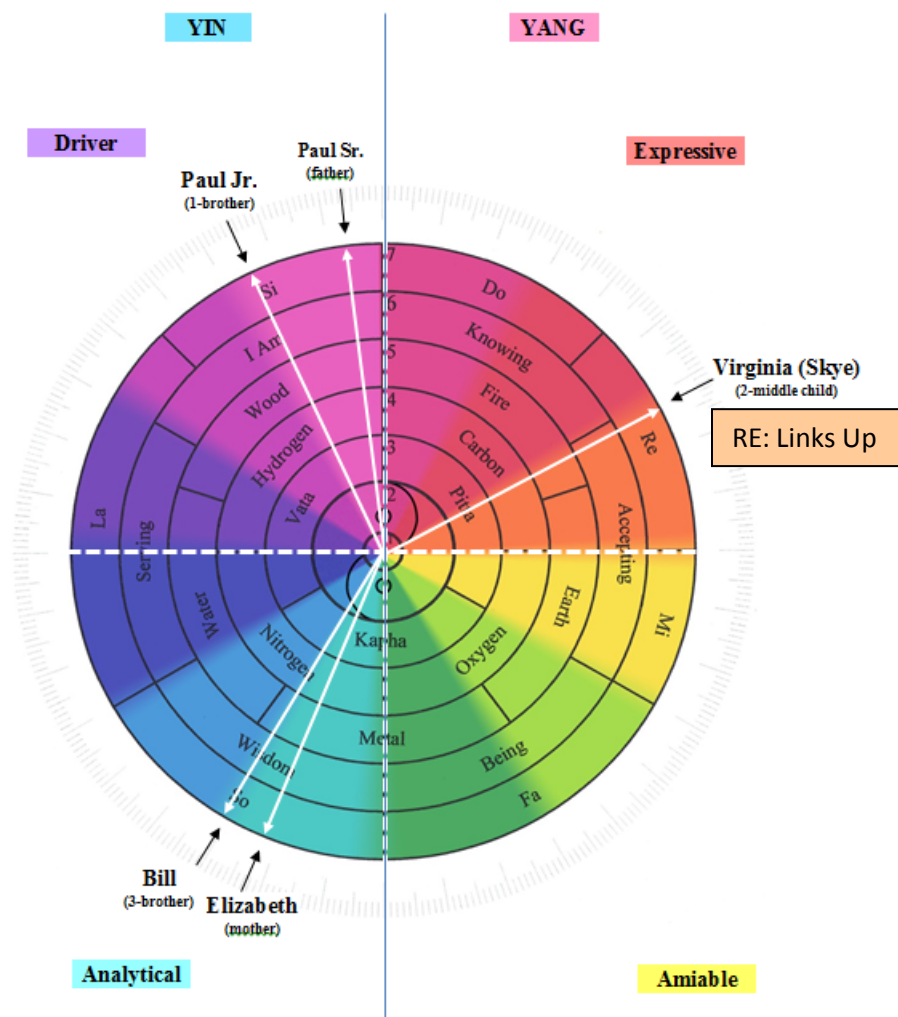 YIN
YANG
Driver
Expressive
Paul Sr.
(father)
Paul Jr.
(1-brother)
Virginia (Skye)
(2-middle child)
RE: Links Up
7
6
5
4
3
2
Si
Do
I Am
Knowing
Wood
Fire
Hydrogen
Carbon
Vata
Pitta
Re
La
Serving
Accepting
Water
Earth
Mi
Nitrogen
Kapha
Oxygen
Metal
Wisdom
Being
So
Fa
Bill
(3-brother)
Elizabeth
(mother)
Analytical
Amiable